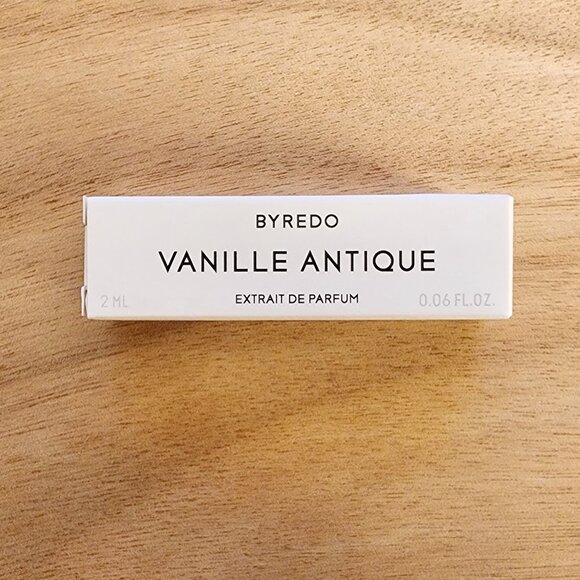 BYREDO
VANILLE ANTIQUE
2 ML EXTRAIT DE PARFUM 0.06 FL.OZ.